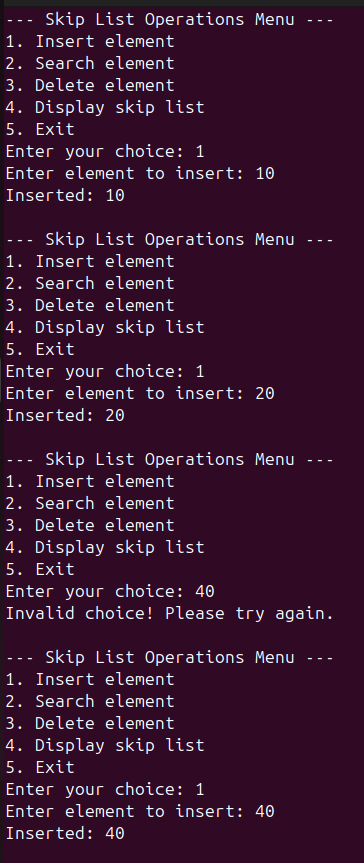 --- Skip List Operations Menu ---
1. Insert element
2. Search element
3. Delete element
4. Display skip list
5. Exit
Enter your choice: 1
Enter element to insert: 10
Inserted: 10
--- Skip List Operations Menu ---
1. Insert element
2. Search element
3. Delete element
4. Display skip list
5. Exit
Enter your choice: 1
Enter element to insert: 20
Inserted: 20
--- Skip List Operations Menu ---
1. Insert element
2. Search element
3. Delete element
4. Display skip list
5. Exit
Enter your choice: 40
Invalid choice! Please try again.
--- Skip List Operations Menu ---
1. Insert element
2. Search element
3. Delete element
4. Display skip list
5. Exit
Enter your choice: 1
Enter element to insert: 40
Inserted: 40